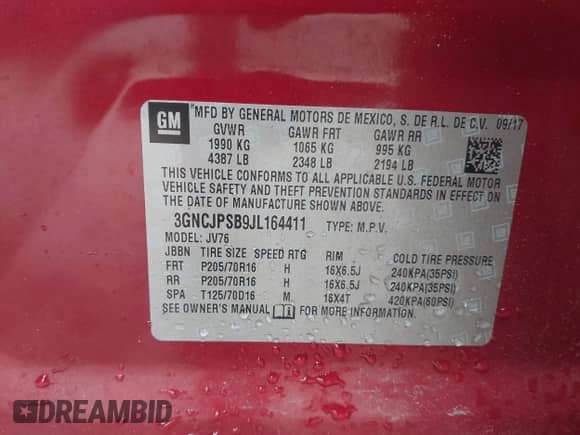 GM
MFD BY GENERAL MOTORS DE MEXICO, S. DE R.L. DE C.V. 09/17
GVWR GAWR FRT GAWR RR
1990 KG 1065 KG 995 KG
4387 LB 2348 LB 2194 LB
THIS VEHICLE CONFORMS TO ALL APPLICABLE U.S. FEDERAL MOTOR
VEHICLE SAFETY AND THEFT PREVENTION STANDARDS IN EFFECT ON
THE DATE OF MANUFACTURE SHOWN ABOVE.
3GNCJPSB9JL164411 TYPE: M.P.V.
MODEL: JV76
JBBN TIRE SIZE SPEED RTG RIM COLD TIRE PRESSURE
FRT P205/70R16 H 16X6.5J 240KPA(35PSI)
RR P205/70R16 H 16X6.5J 240KPA(35PSI)
SPA T125/70D16 M 16X4T 420KPA(60PSI)
SEE OWNER'S MANUAL FOR MORE INFORMATION.
DREAMBID